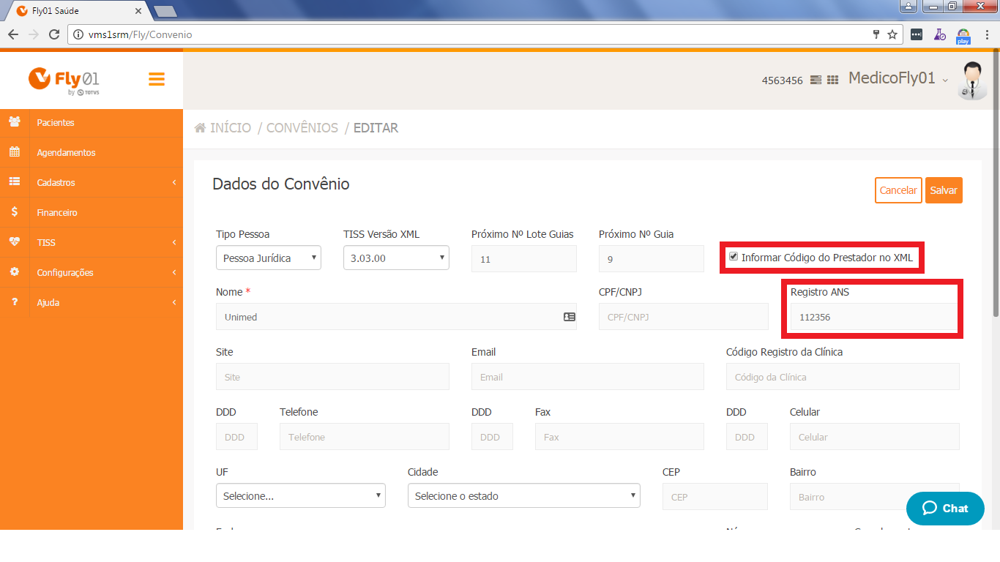 Fly01 Saúde
vms1srm/Fly/Convenio
play
Fly01
by TOTVS
4563456
MedicoFly01
Pacientes
Agendamentos
Cadastros
Financeiro
TISS
Configurações
Ajuda
INÍCIO / CONVÊNIOS / EDITAR
Dados do Convênio
Cancelar
Salvar
Tipo Pessoa
TISS Versão XML
Próximo Nº Lote Guias
Próximo Nº Guia
Pessoa Jurídica
3.03.00
11
9
Informar Código do Prestador no XML
Nome *
CPF/CNPJ
Registro ANS
Unimed
CPF/CNPJ
112356
Site
Email
Código Registro da Clínica
Site
Email
Código da Clínica
DDD
Telefone
DDD
Fax
DDD
Celular
DDD
Telefone
DDD
Fax
DDD
Celular
UF
Cidade
CEP
Bairro
Selecione...
Selecione o estado
CEP
Bairro
Chat